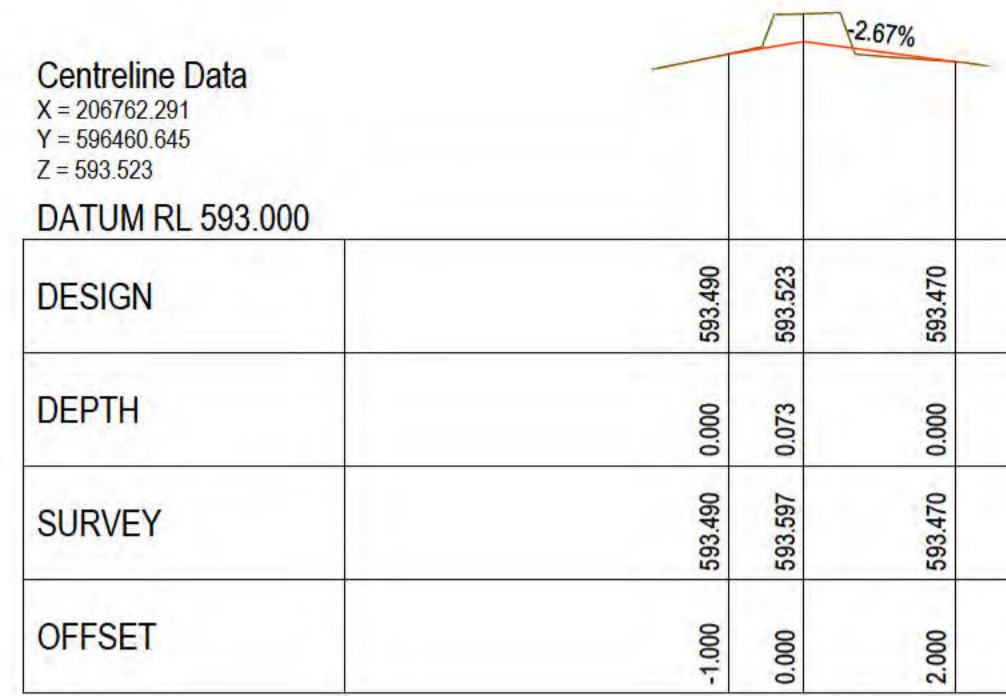 -2.67%
Centreline Data
X = 206762.291
Y = 596460.645
Z = 593.523
DATUM RL 593.000
DESIGN 593.490 593.523 593.470
DEPTH 0.000 0.073 0.000
SURVEY 593.490 593.597 593.470
OFFSET -1.000 0.000 2.000